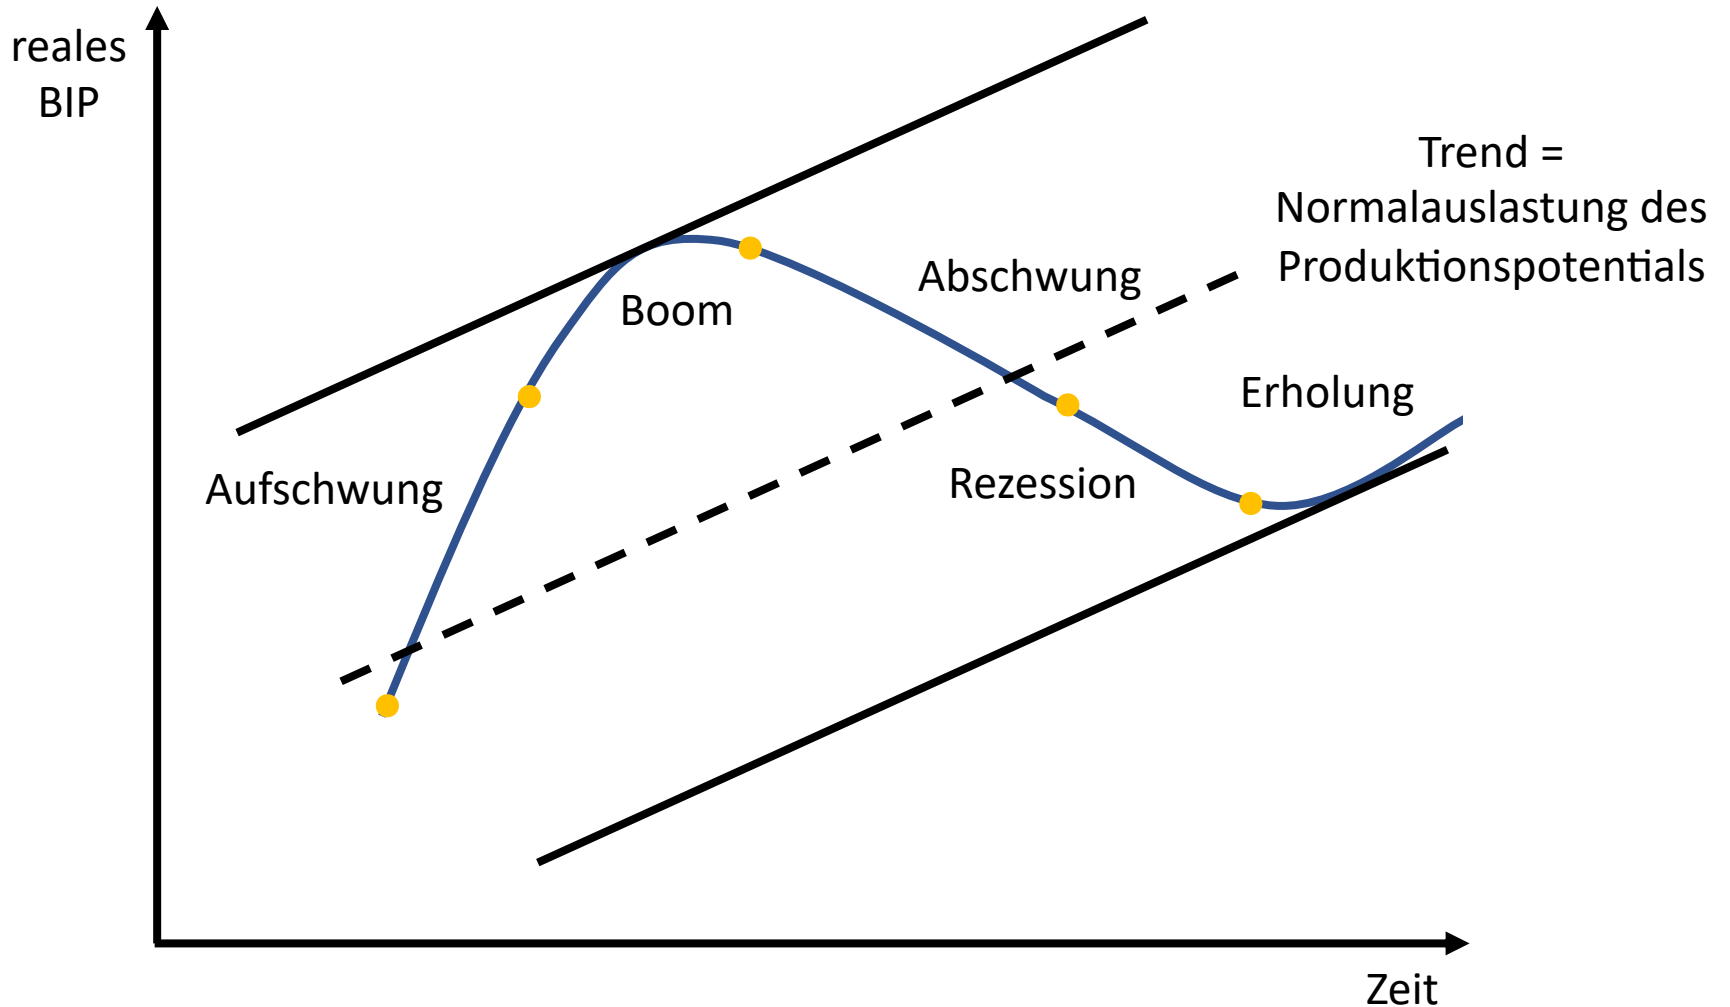 reales
BIP
Trend =
Normalauslastung des
Produktionspotentials
Abschwung
Boom
Erholung
Aufschwung
Rezession
Zeit